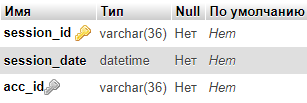 Имя Тип Null По умолчанию
session_id varchar(36) Нет Нет
session_date datetime Нет Нет
acc_id varchar(36) Нет Нет